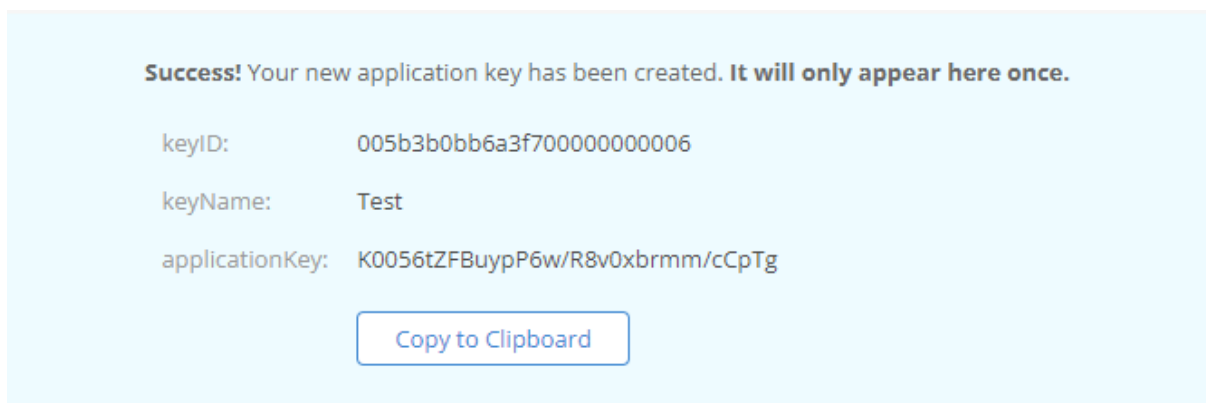 Success! Your new application key has been created. It will only appear here once.
keyID: 005b3b0bb6a3f700000000006
keyName: Test
applicationKey: K0056tZFBuypP6w/R8v0xbrmm/cCpTg
Copy to Clipboard